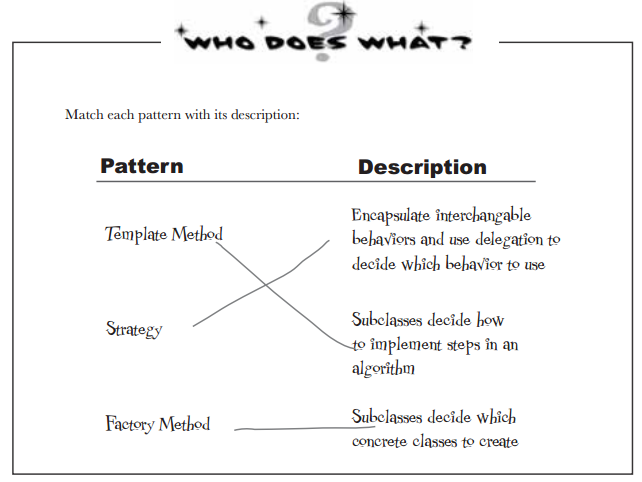 WHO DOES WHAT?
Match each pattern with its description:
Pattern
Description
Template Method
Encapsulate interchangable
behaviors and use delegation to
decide which behavior to use
Strategy
Subclasses decide how
to implement steps in an
algorithm
Factory Method
Subclasses decide which
concrete classes to create